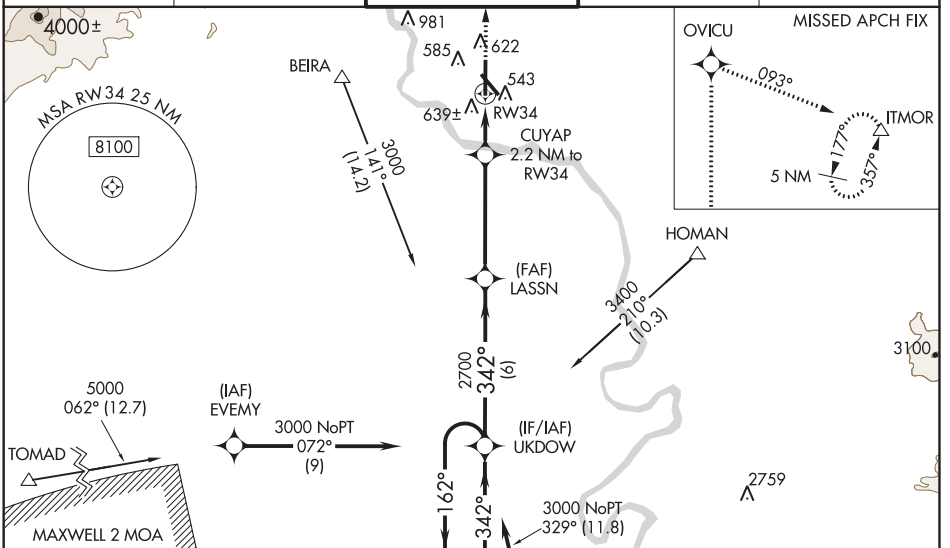 4000±
981
585
622
543
639±
RW34
MISSED APCH FIX
OVICU
093°
ITMOR
177°
357°
5 NM
MSA RW34 25 NM
8100
BEIRA
3000
141°
(14.2)
CUYAP
2.2 NM to
RW34
HOMAN
3400
210°
(10.3)
(FAF)
LASSN
2700
342°
(6)
3100
5000
062° (12.7)
TOMAD
(IAF)
EVEMY
3000 NoPT
072°
(9)
(IF/IAF)
UKDOW
162°
342°
3000 NoPT
329° (11.8)
2759
MAXWELL 2 MOA